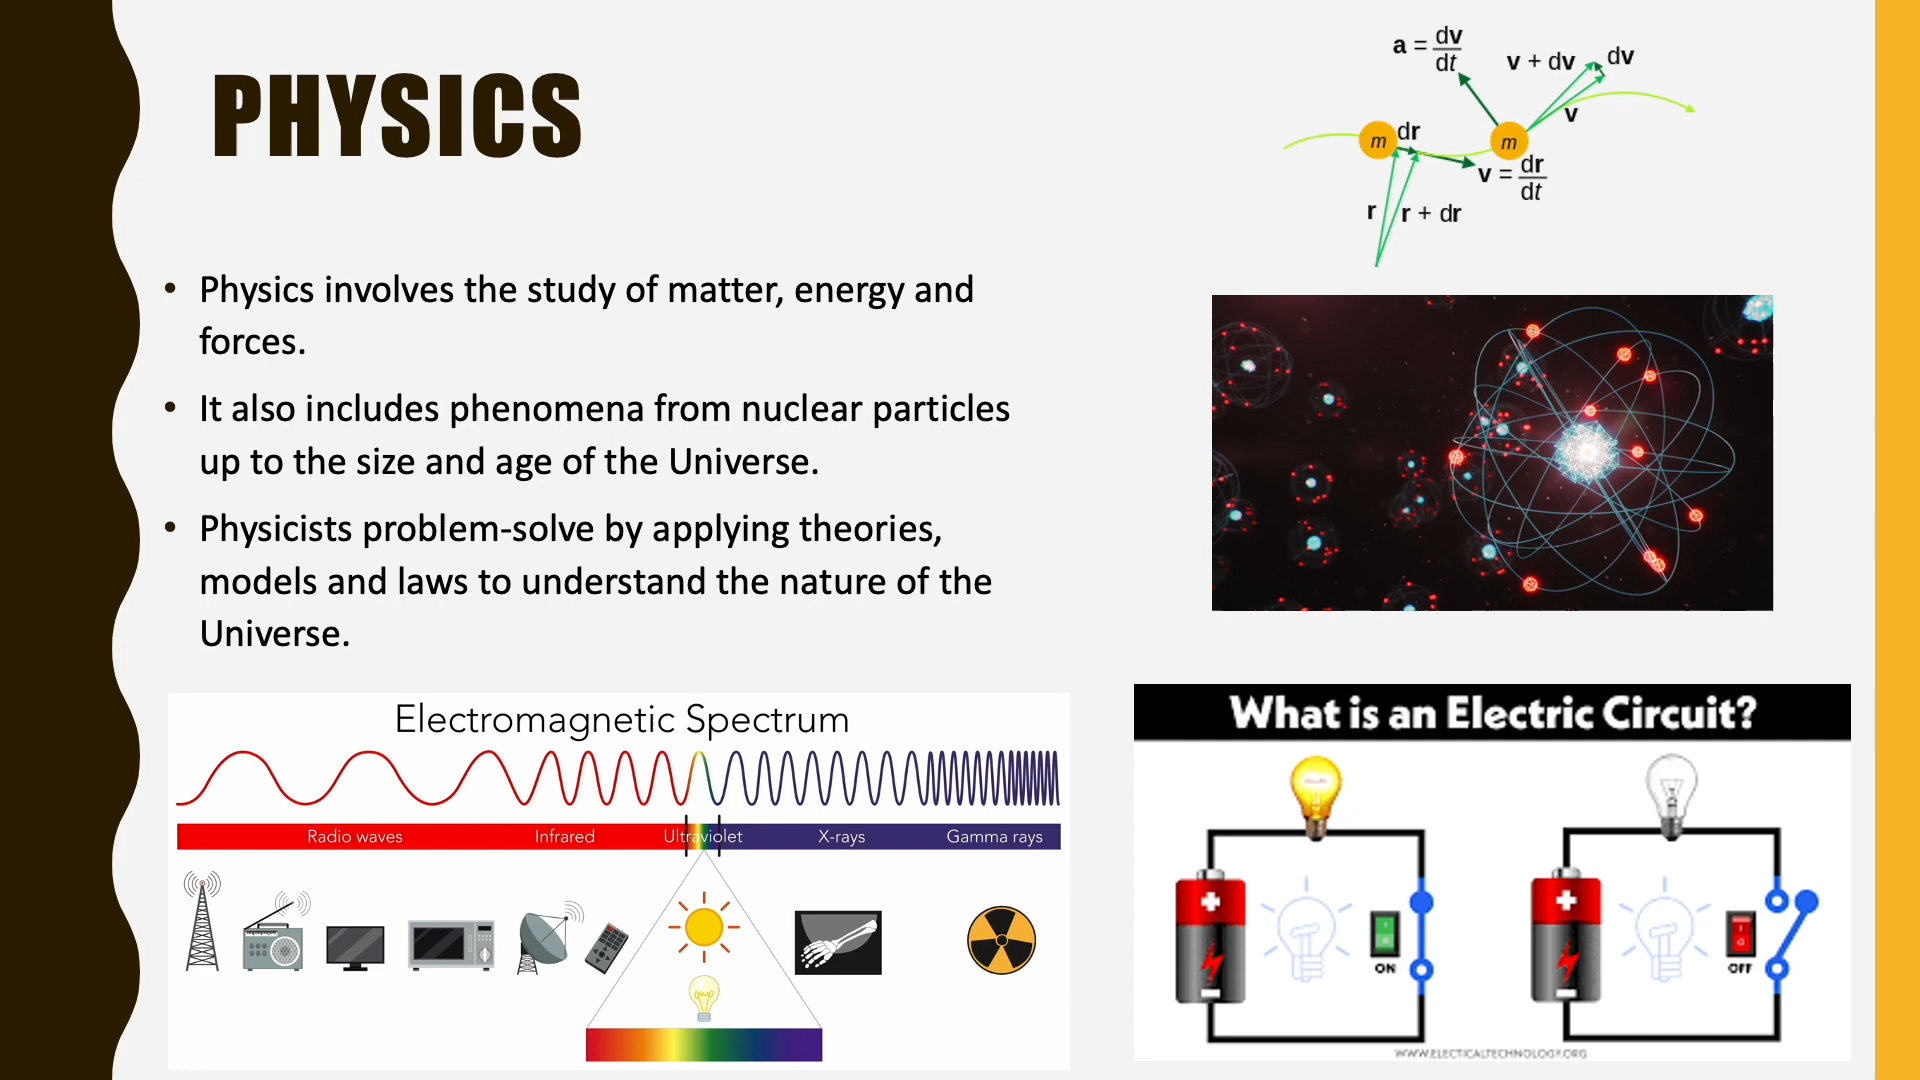 PHYSICS
• Physics involves the study of matter, energy and
forces.
• It also includes phenomena from nuclear particles
up to the size and age of the Universe.
• Physicists problem-solve by applying theories,
models and laws to understand the nature of the
Universe.
a = dv/dt
v + dv
dv
v
m
dr
m
v = dr/dt
r
r + dr
Electromagnetic Spectrum
Radio waves Infrared Ultraviolet X-rays Gamma rays
What is an Electric Circuit?
ON
OFF
WWW.ELECTICALTECHNOLOGY.ORG